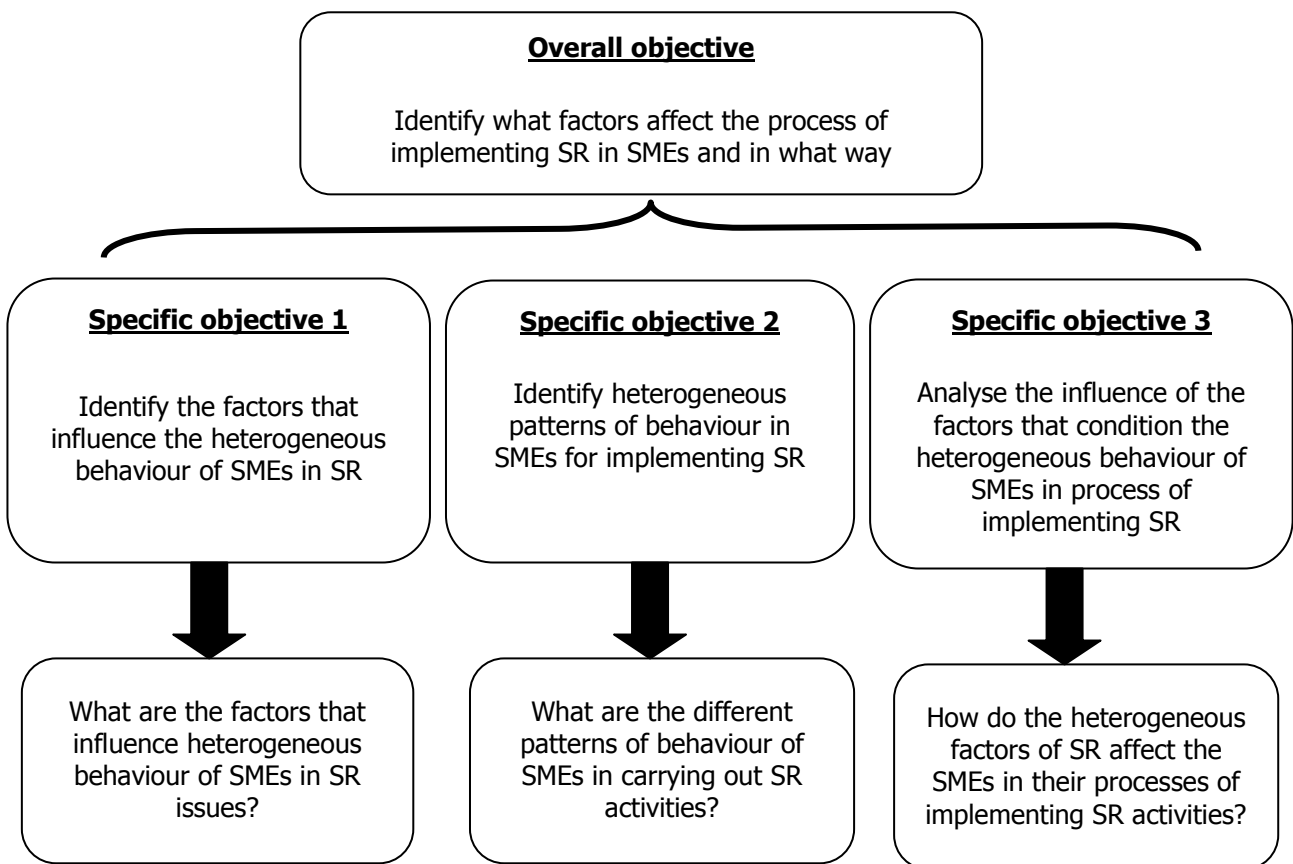 Overall objective
Identify what factors affect the process of
implementing SR in SMEs and in what way
Specific objective 1
Identify the factors that
influence the heterogeneous
behaviour of SMEs in SR
Specific objective 2
Identify heterogeneous
patterns of behaviour in
SMEs for implementing SR
Specific objective 3
Analyse the influence of the
factors that condition the
heterogeneous behaviour of
SMEs in process of
implementing SR
What are the factors that
influence heterogeneous
behaviour of SMEs in SR
issues?
What are the different
patterns of behaviour of
SMEs in carrying out SR
activities?
How do the heterogeneous
factors of SR affect the
SMEs in their processes of
implementing SR activities?